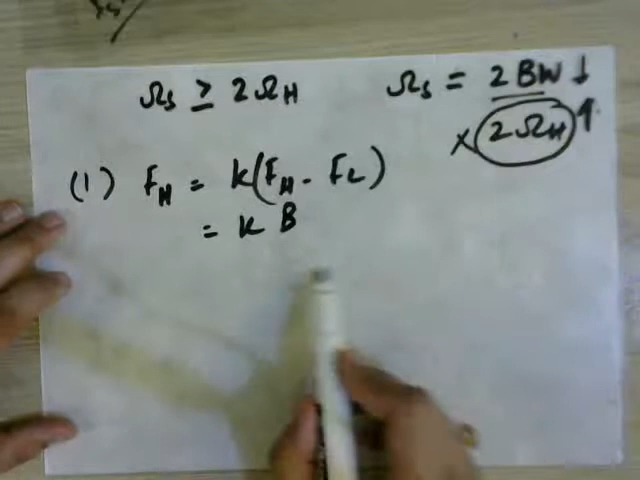 Ωs ≥ 2ΩH
Ωs = 2BW ↓
× 2ΩH ↑
(1) FH = k(FH - FL)
= k B